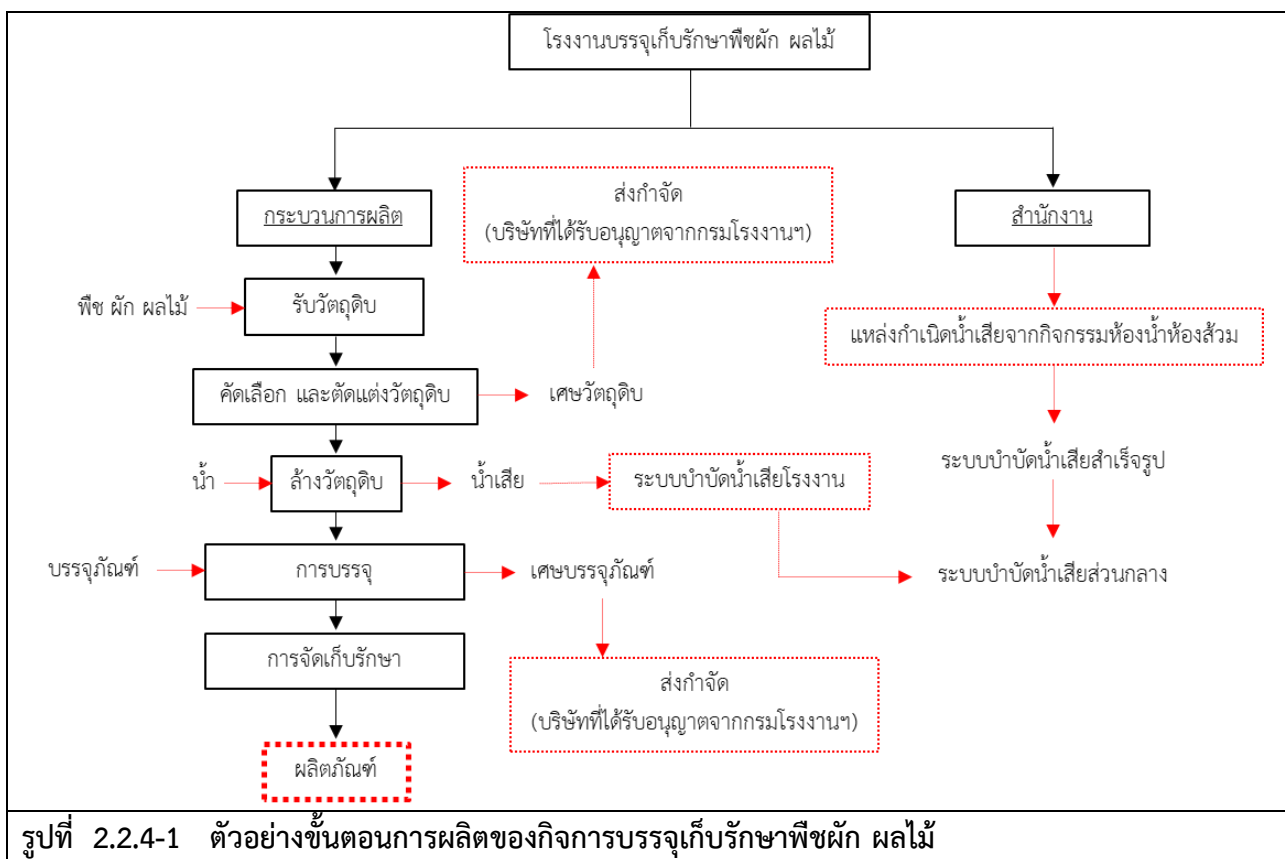 โรงงานบรรจุเก็บรักษาพืชผัก ผลไม้
กระบวนการผลิต
ส่งกำจัด
(บริษัทที่ได้รับอนุญาตจากกรมโรงงานฯ)
สำนักงาน
พืช ผัก ผลไม้
รับวัตถุดิบ
แหล่งกำเนิดน้ำเสียจากกิจกรรมห้องน้ำห้องส้วม
คัดเลือก และตัดแต่งวัตถุดิบ
เศษวัตถุดิบ
ระบบบำบัดน้ำเสียสำเร็จรูป
น้ำ
ล้างวัตถุดิบ
น้ำเสีย
ระบบบำบัดน้ำเสียโรงงาน
บรรจุภัณฑ์
การบรรจุ
เศษบรรจุภัณฑ์
ระบบบำบัดน้ำเสียส่วนกลาง
การจัดเก็บรักษา
ส่งกำจัด
(บริษัทที่ได้รับอนุญาตจากกรมโรงงานฯ)
ผลิตภัณฑ์
รูปที่ 2.2.4-1 ตัวอย่างขั้นตอนการผลิตของกิจการบรรจุเก็บรักษาพืชผัก ผลไม้